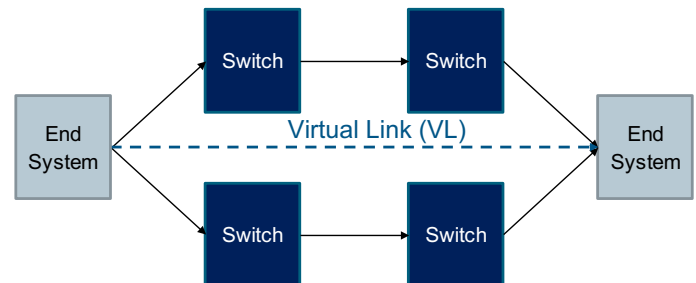 Switch
Switch
End
System
Virtual Link (VL)
End
System
Switch
Switch